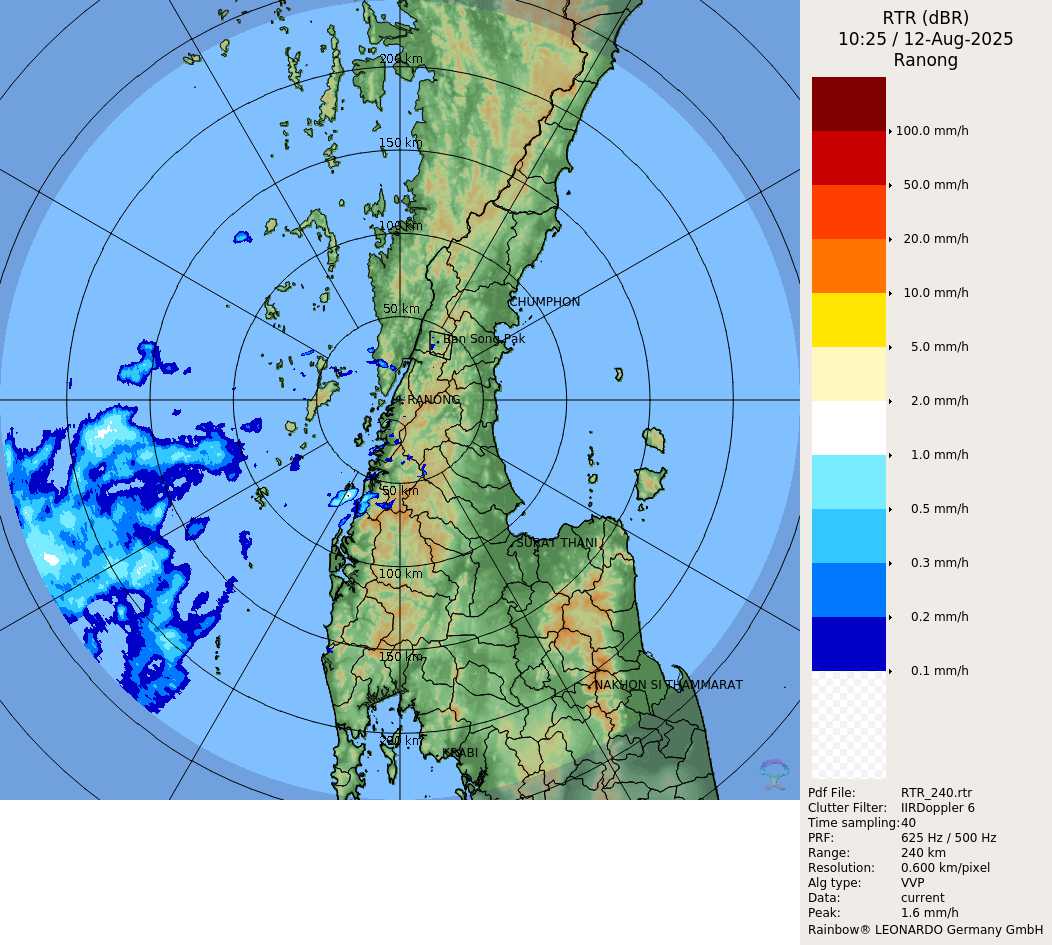 RTR (dBR)
10:25 / 12-Aug-2025
Ranong
200 km
150 km
100 km
50 km
CHUMPHON
Ban Song Pak
RANONG
50 km
SURAT THANI
100 km
150 km
NAKHON SI THAMMARAT
200 km
KRABI
100.0 mm/h
50.0 mm/h
20.0 mm/h
10.0 mm/h
5.0 mm/h
2.0 mm/h
1.0 mm/h
0.5 mm/h
0.3 mm/h
0.2 mm/h
0.1 mm/h
Pdf File: RTR_240.rtr
Clutter Filter: IIRDoppler 6
Time sampling: 40
PRF: 625 Hz / 500 Hz
Range: 240 km
Resolution: 0.600 km/pixel
Alg type: VVP
Data: current
Peak: 1.6 mm/h
Rainbow® LEONARDO Germany GmbH